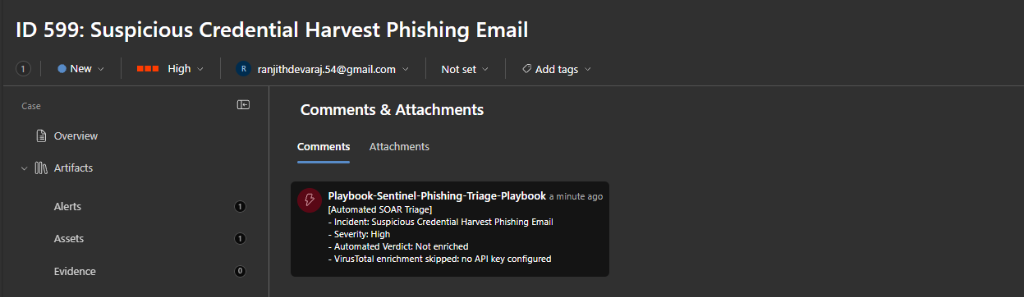 ID 599: Suspicious Credential Harvest Phishing Email
1 New High R ranjithdevaraj.54@gmail.com Not set Add tags
Case
Overview
Artifacts
Alerts 1
Assets 1
Evidence 0
Comments & Attachments
Comments Attachments
Playbook-Sentinel-Phishing-Triage-Playbook a minute ago
[Automated SOAR Triage]
- Incident: Suspicious Credential Harvest Phishing Email
- Severity: High
- Automated Verdict: Not enriched
- VirusTotal enrichment skipped: no API key configured